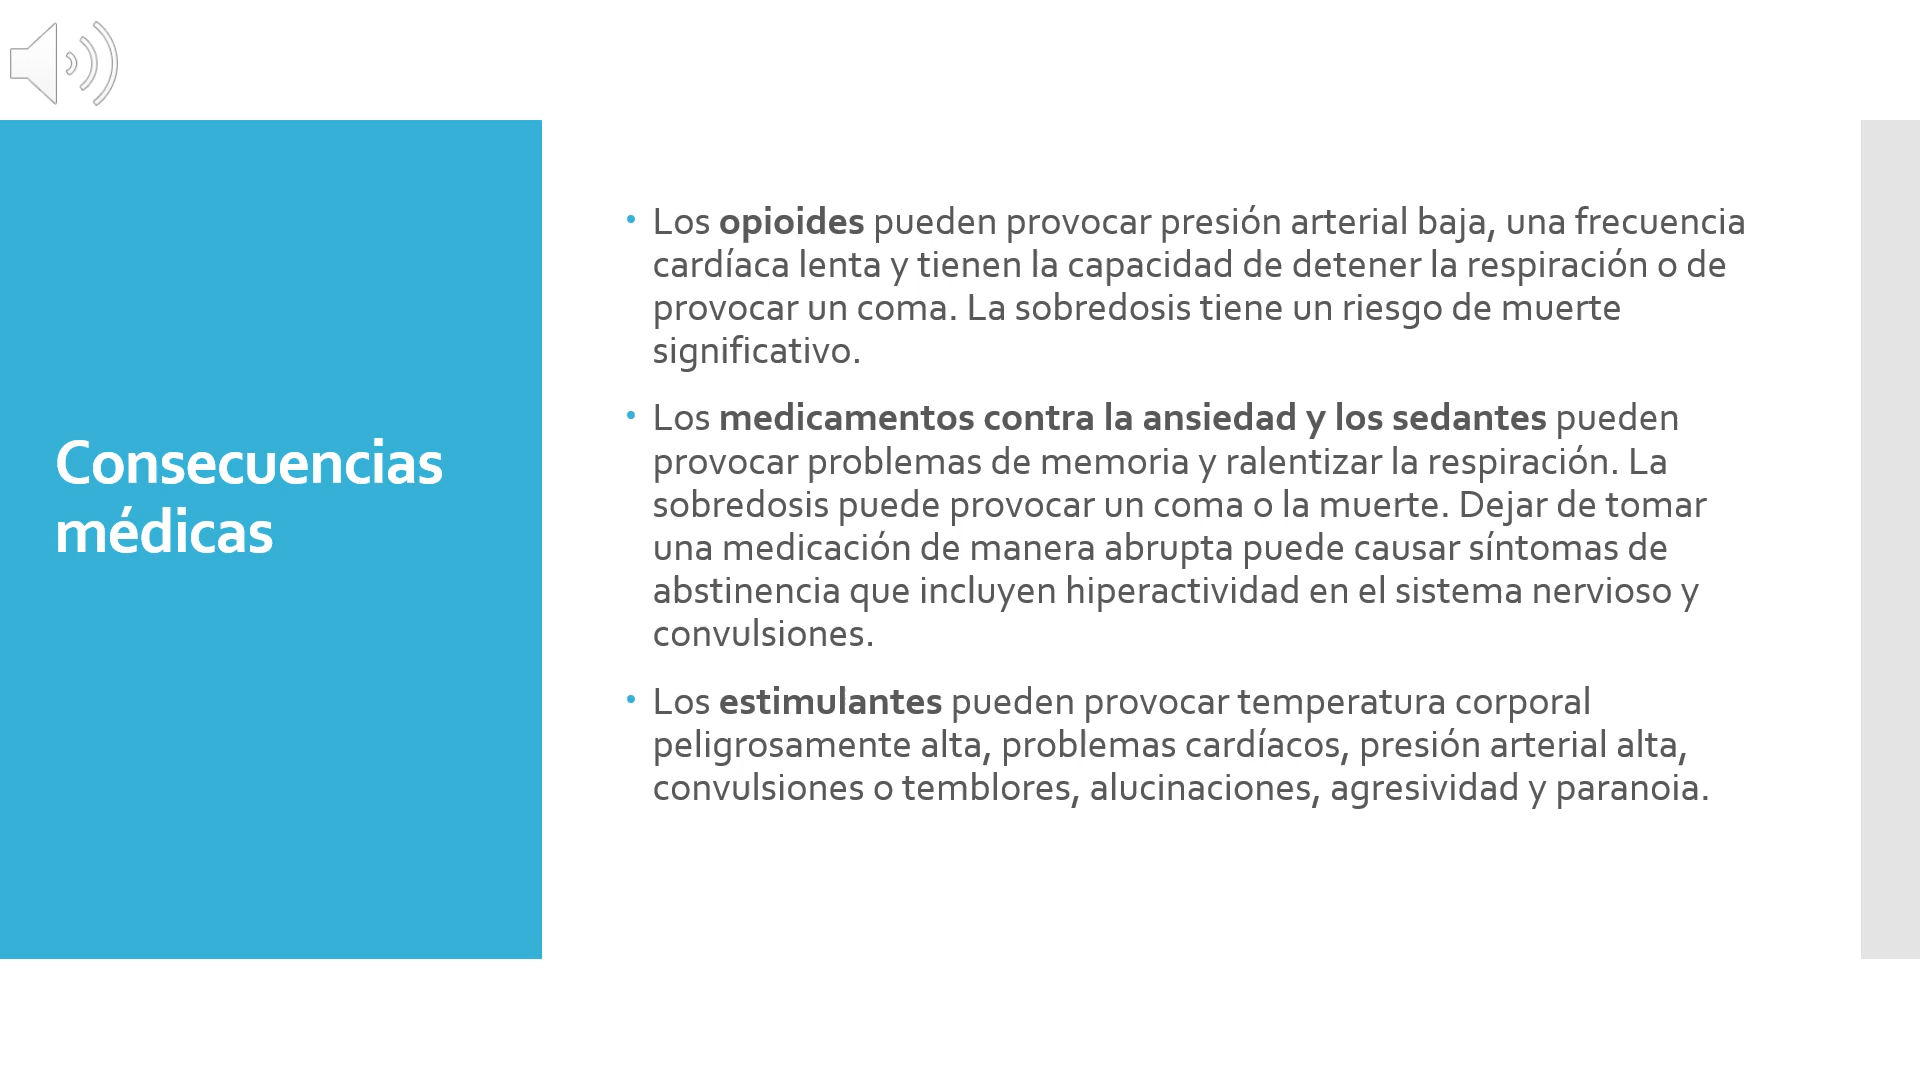 Consecuencias
médicas
• Los opioides pueden provocar presión arterial baja, una frecuencia
cardíaca lenta y tienen la capacidad de detener la respiración o de
provocar un coma. La sobredosis tiene un riesgo de muerte
significativo.
• Los medicamentos contra la ansiedad y los sedantes pueden
provocar problemas de memoria y ralentizar la respiración. La
sobredosis puede provocar un coma o la muerte. Dejar de tomar
una medicación de manera abrupta puede causar síntomas de
abstinencia que incluyen hiperactividad en el sistema nervioso y
convulsiones.
• Los estimulantes pueden provocar temperatura corporal
peligrosamente alta, problemas cardíacos, presión arterial alta,
convulsiones o temblores, alucinaciones, agresividad y paranoia.